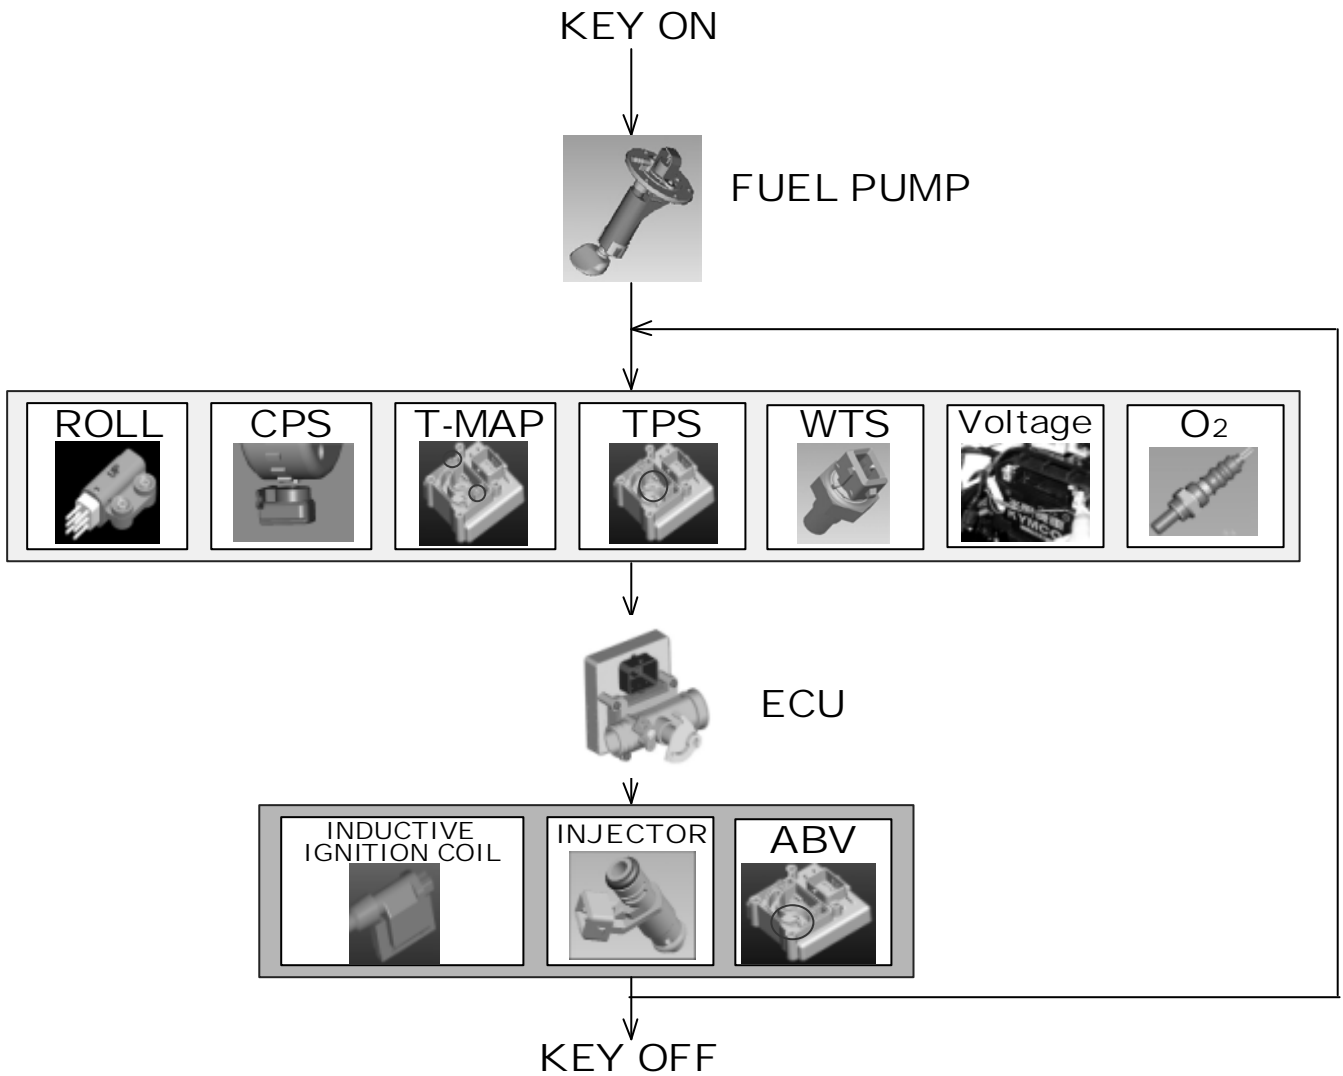 KEY ON
FUEL PUMP
ROLL
CPS
T-MAP
TPS
WTS
Voltage
O2
KYMCO
ECU
INDUCTIVE
IGNITION COIL
INJECTOR
ABV
KEY OFF